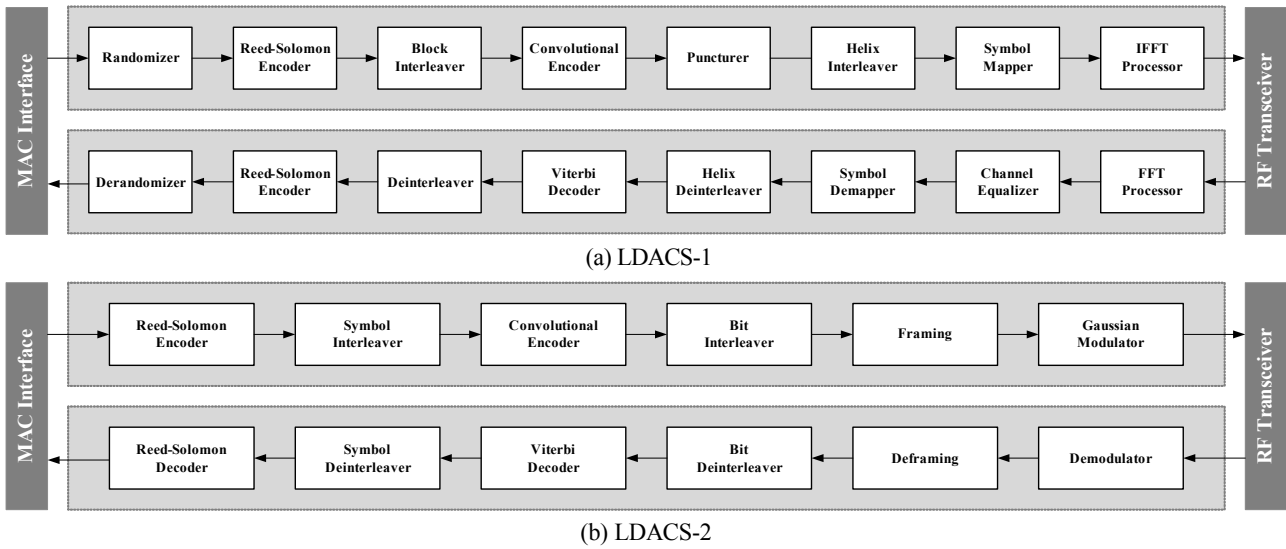 MAC Interface
Randomizer
Reed-Solomon
Encoder
Block
Interleaver
Convolutional
Encoder
Puncturer
Helix
Interleaver
Symbol
Mapper
IFFT
Processor
RF Transceiver
Derandomizer
Reed-Solomon
Encoder
Deinterleaver
Viterbi
Decoder
Helix
Deinterleaver
Symbol
Demapper
Channel
Equalizer
FFT
Processor
(a) LDACS-1
MAC Interface
Reed-Solomon
Encoder
Symbol
Interleaver
Convolutional
Encoder
Bit
Interleaver
Framing
Gaussian
Modulator
RF Transceiver
Reed-Solomon
Decoder
Symbol
Deinterleaver
Viterbi
Decoder
Bit
Deinterleaver
Deframing
Demodulator
(b) LDACS-2